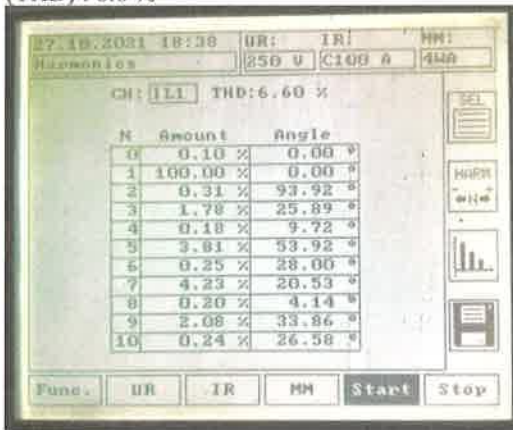 27.10.2021 18:38 UR: IR: MM:
Harmonics 250 V C100 A 4WA
CH: IL1 THD:6.60 %
SEL
N Amount Angle
0 0.10 % 0.00 °
1 100.00 % 0.00 °
2 0.31 % 93.92 °
3 1.78 % 25.89 °
4 0.18 % 9.72 °
5 3.81 % 53.92 °
6 0.25 % 28.00 °
7 4.23 % 20.53 °
8 0.20 % 4.14 °
9 2.08 % 33.86 °
10 0.24 % 26.58 °
HARM
N
Func. UR IR MM Start Stop